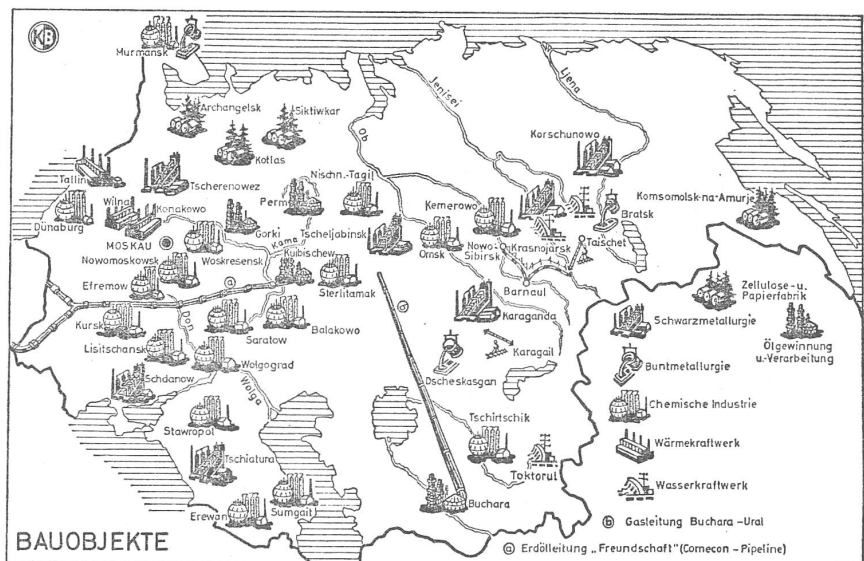 KB
Murmansk
Archangelsk
Siktiwkar
Kotlas
Ob
Jenisei
Ljena
Korschunowo
Tallin
Tscherenowez
Nischn.-Tagil
Perm
Kemerowo
Bratsk
Komsomolsk-na-Amurje
Wilna
Konakowo
Dünaburg
Gorki
Tscheljabinsk
MOSKAU
Woskresensk
Kama
Omsk
Nowo-
Sibirsk
Krasnojarsk
Taischet
Nowomoskowsk
Kuibischew
Efremow
a
Sterlitamak
b
Barnaul
Kursk
Don
Saratow
Balakowo
Karaganda
Karagail
Lisitschansk
Wolgograd
Dscheskasgan
Schdanow
Wolga
Stawropol
Tschirtschik
Toktorul
Tschiatura
Buchara
Erewan
Sumgait
Zellulose- u.
Papierfabrik
Schwarzmetallurgie
Ölgewinnung
u.-Verarbeitung
Buntmetallurgie
Chemische Industrie
Wärmekraftwerk
Wasserkraftwerk
b Gasleitung Buchara-Ural
a Erdölleitung „Freundschaft" (Comecon-Pipeline)
BAUOBJEKTE